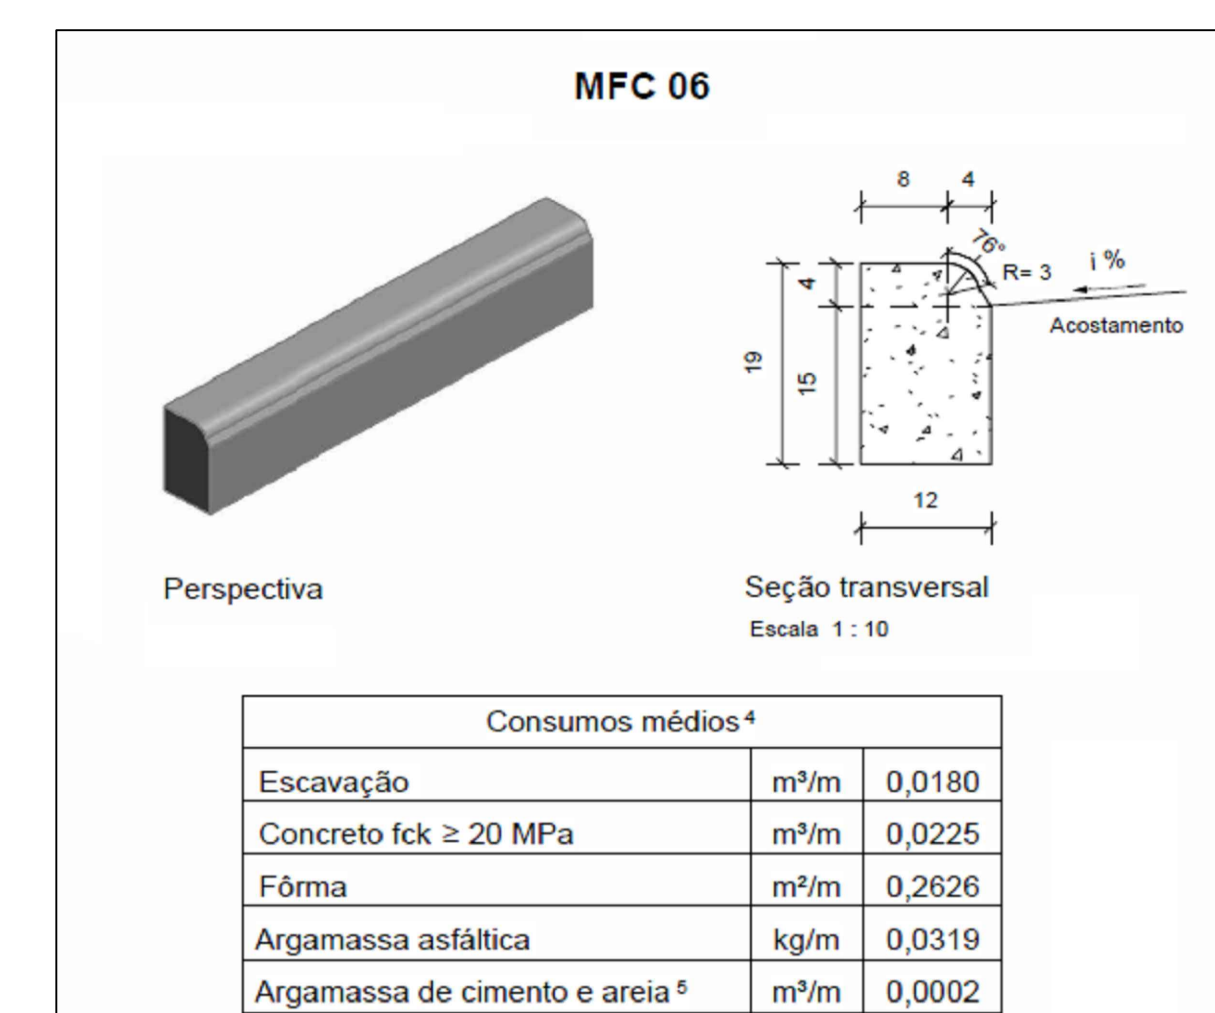 MFC 06
8 4
76°
R= 3
i %
4
Acostamento
19
15
12
Perspectiva
Seção transversal
Escala 1 : 10
Consumos médios⁴
Escavação m³/m 0,0180
Concreto fck ≥ 20 MPa m³/m 0,0225
Fôrma m²/m 0,2626
Argamassa asfáltica kg/m 0,0319
Argamassa de cimento e areia ⁵ m³/m 0,0002